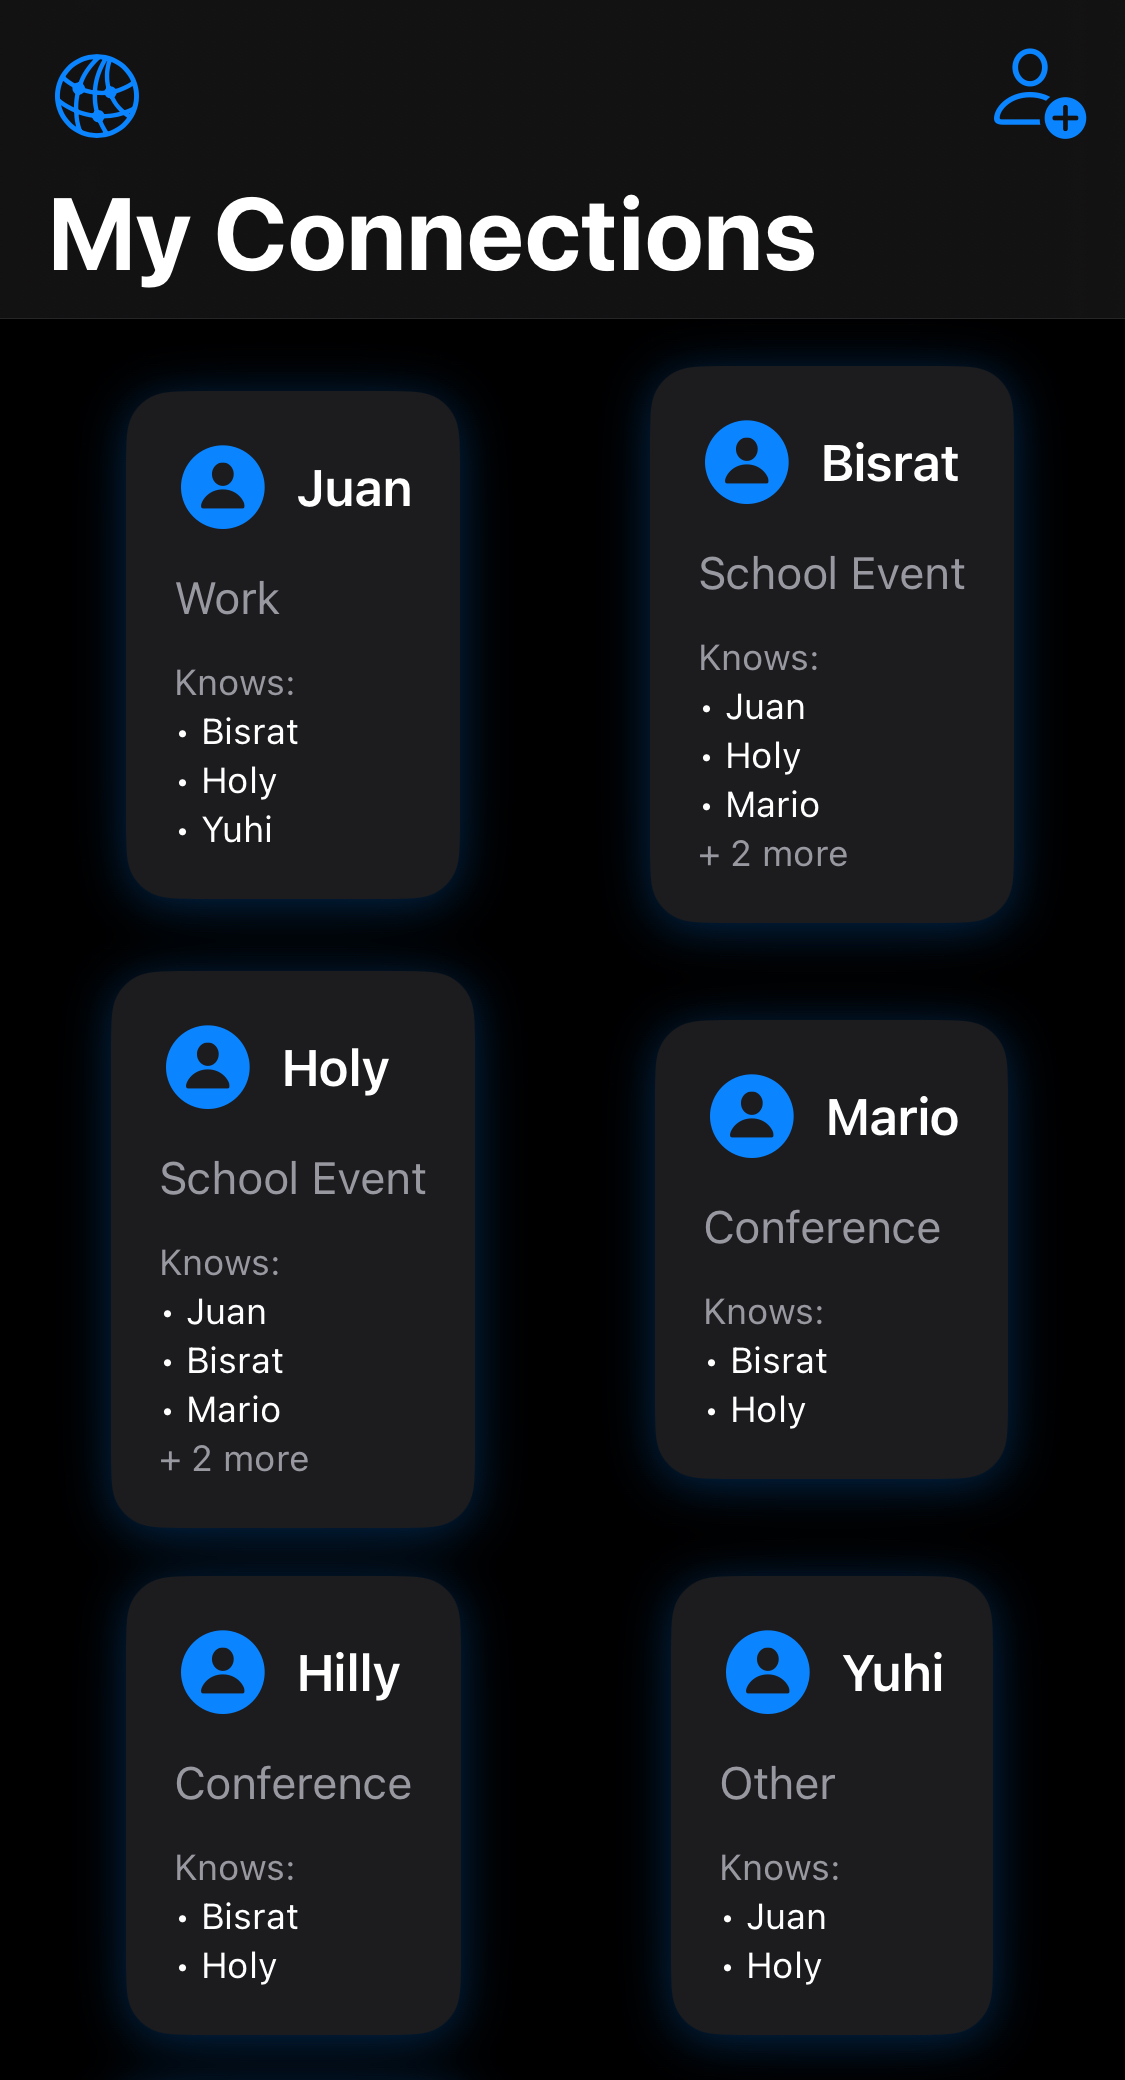 My Connections
Juan
Work
Knows:
• Bisrat
• Holy
• Yuhi
Bisrat
School Event
Knows:
• Juan
• Holy
• Mario
+ 2 more
Holy
School Event
Knows:
• Juan
• Bisrat
• Mario
+ 2 more
Mario
Conference
Knows:
• Bisrat
• Holy
Hilly
Conference
Knows:
• Bisrat
• Holy
Yuhi
Other
Knows:
• Juan
• Holy